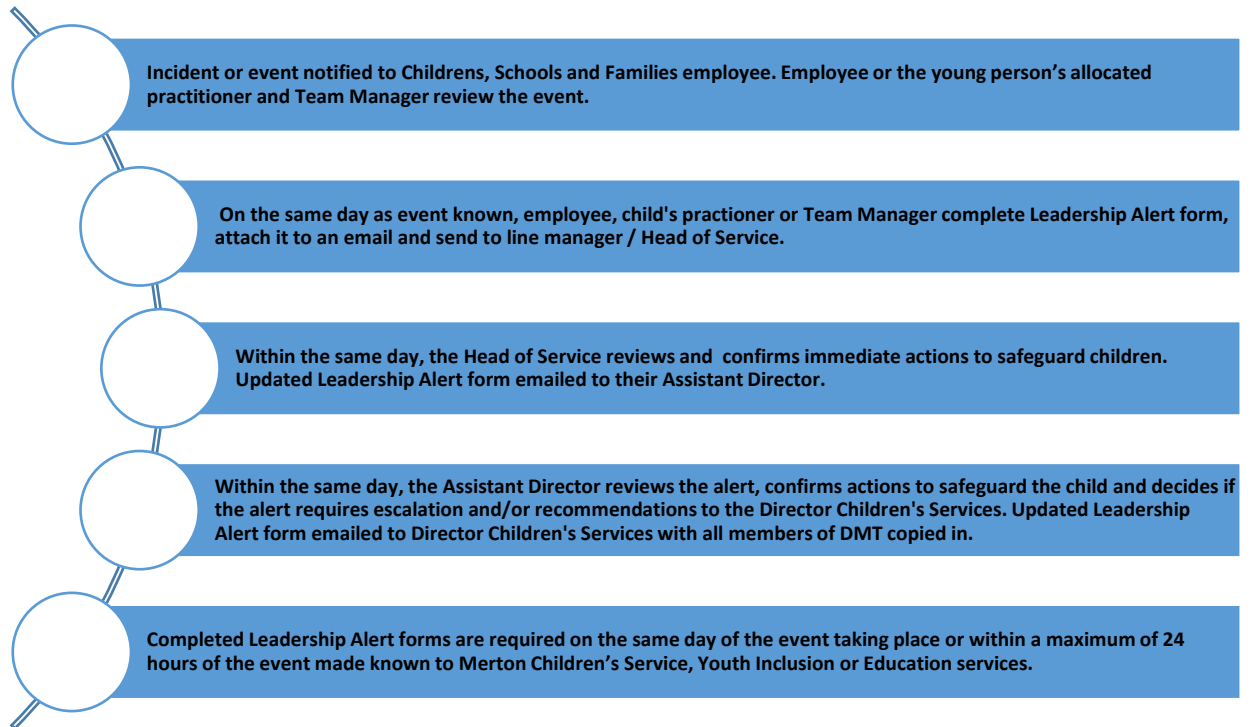 Incident or event notified to Childrens, Schools and Families employee. Employee or the young person’s allocated
practitioner and Team Manager review the event.
On the same day as event known, employee, child's practioner or Team Manager complete Leadership Alert form,
attach it to an email and send to line manager / Head of Service.
Within the same day, the Head of Service reviews and confirms immediate actions to safeguard children.
Updated Leadership Alert form emailed to their Assistant Director.
Within the same day, the Assistant Director reviews the alert, confirms actions to safeguard the child and decides if
the alert requires escalation and/or recommendations to the Director Children's Services. Updated Leadership
Alert form emailed to Director Children's Services with all members of DMT copied in.
Completed Leadership Alert forms are required on the same day of the event taking place or within a maximum of 24
hours of the event made known to Merton Children’s Service, Youth Inclusion or Education services.